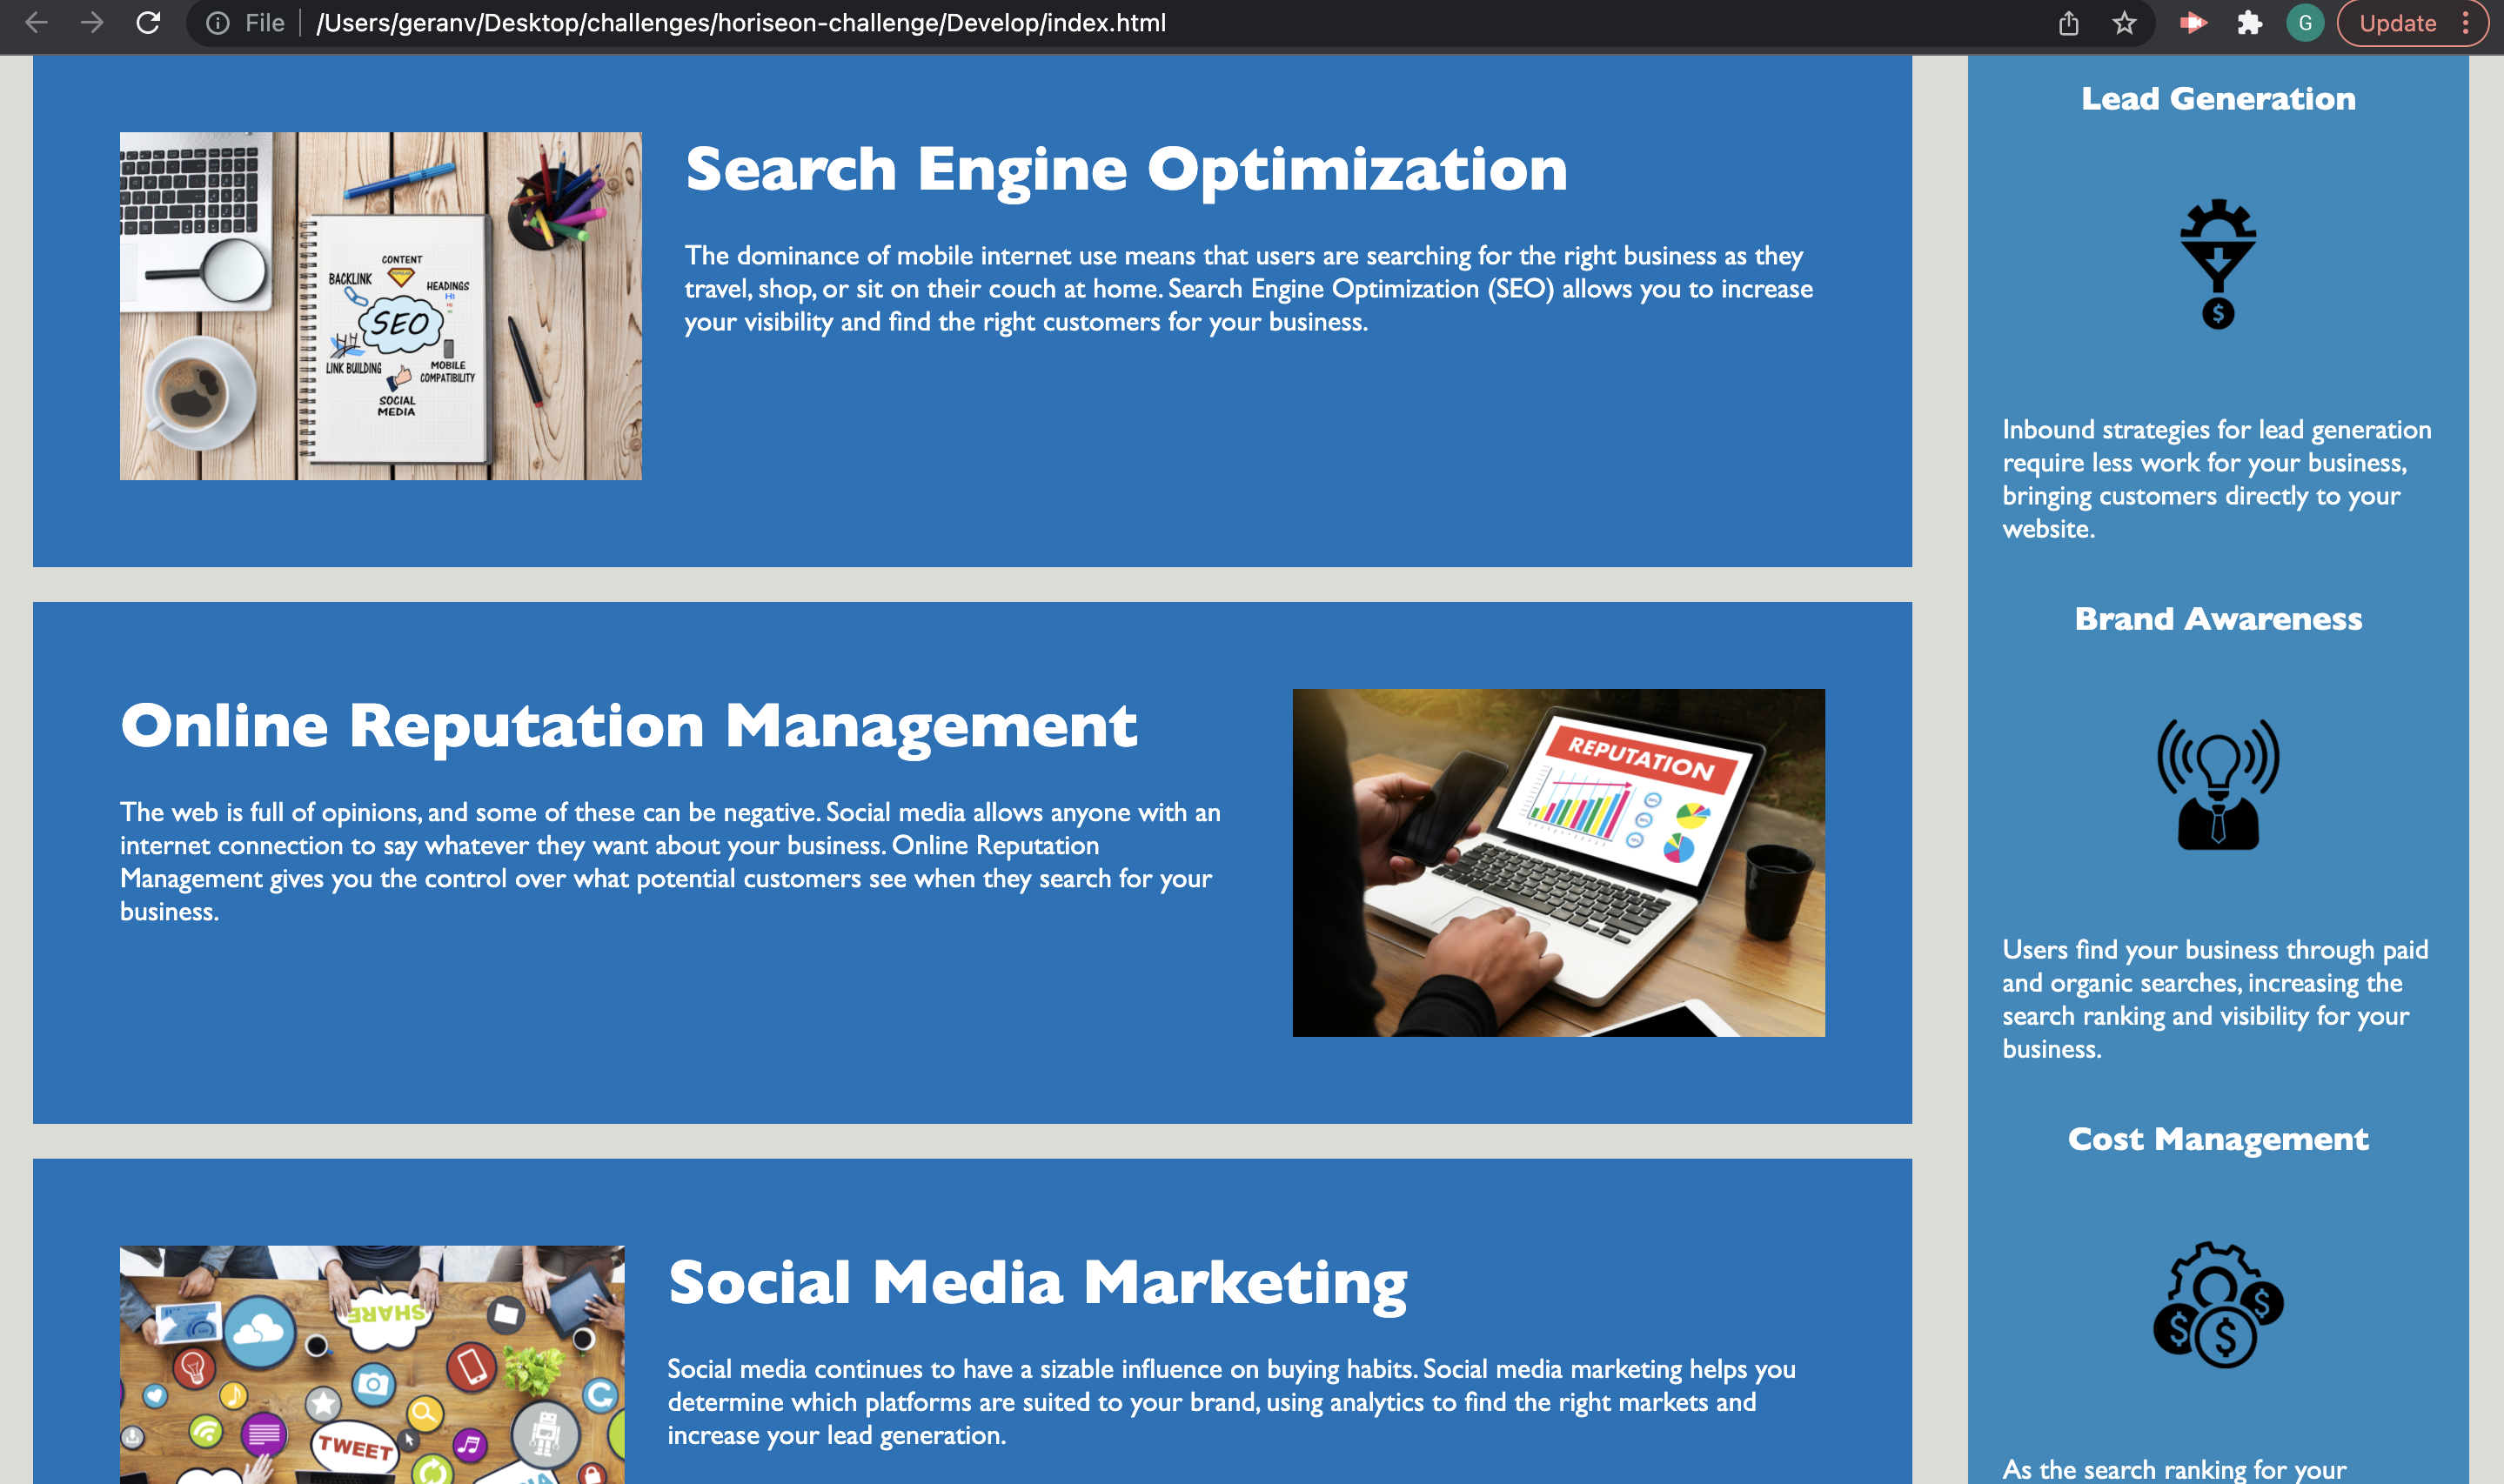 File
/Users/geranv/Desktop/challenges/horiseon-challenge/Develop/index.html
G
Update
Search Engine Optimization
The dominance of mobile internet use means that users are searching for the right business as they
travel, shop, or sit on their couch at home. Search Engine Optimization (SEO) allows you to increase
your visibility and find the right customers for your business.
CONTENT
BACKLINK
HEADINGS
H1
SEO
LINK BUILDING
MOBILE
COMPATIBILITY
SOCIAL
MEDIA
Online Reputation Management
The web is full of opinions, and some of these can be negative. Social media allows anyone with an
internet connection to say whatever they want about your business. Online Reputation
Management gives you the control over what potential customers see when they search for your
business.
REPUTATION
Social Media Marketing
Social media continues to have a sizable influence on buying habits. Social media marketing helps you
determine which platforms are suited to your brand, using analytics to find the right markets and
increase your lead generation.
SHARE
TWEET
Lead Generation
$
Inbound strategies for lead generation
require less work for your business,
bringing customers directly to your
website.
Brand Awareness
Users find your business through paid
and organic searches, increasing the
search ranking and visibility for your
business.
Cost Management
$
$
$
As the search ranking for your